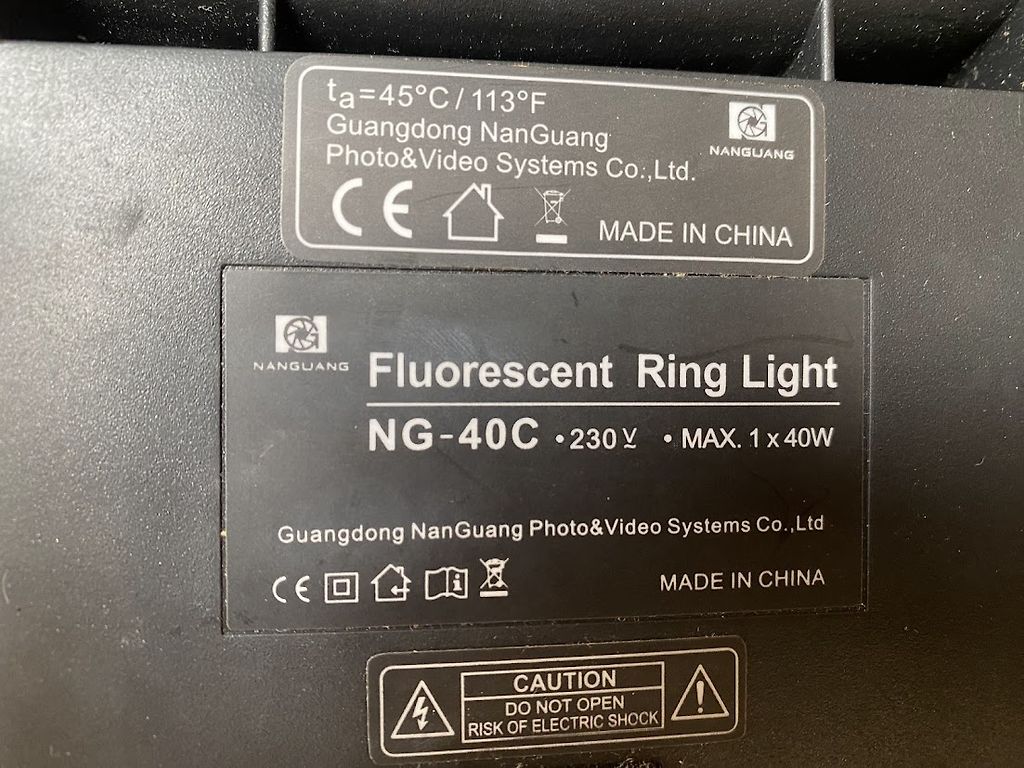 ta=45°C/113°F
Guangdong NanGuang
Photo&Video Systems Co.,Ltd.
NANGUANG
CE
MADE IN CHINA
NANGUANG
Fluorescent Ring Light
NG-40C • 230 V • MAX. 1 x 40W
Guangdong NanGuang Photo&Video Systems Co.,Ltd
CE
MADE IN CHINA
CAUTION
DO NOT OPEN
RISK OF ELECTRIC SHOCK